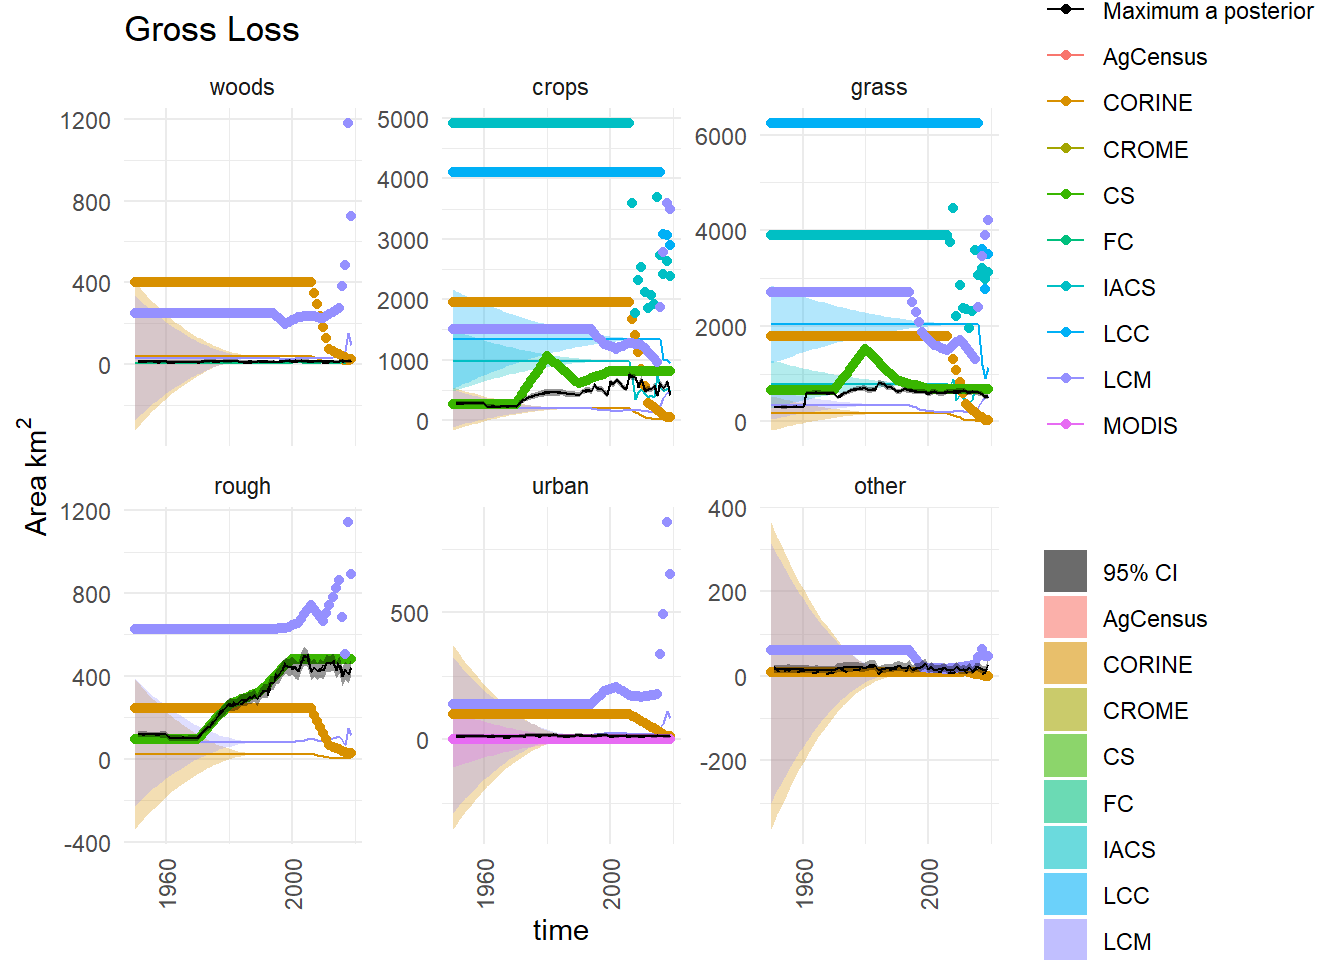 Gross Loss
woods
crops
grass
1200
800
400
0
5000
4000
3000
2000
1000
0
6000
4000
2000
0
rough
urban
other
1200
800
400
0
-400
500
0
400
200
0
-200
1960
2000
1960
2000
1960
2000
Area km²
time
Maximum a posterior
AgCensus
CORINE
CROME
CS
FC
IACS
LCC
LCM
MODIS
95% CI
AgCensus
CORINE
CROME
CS
FC
IACS
LCC
LCM